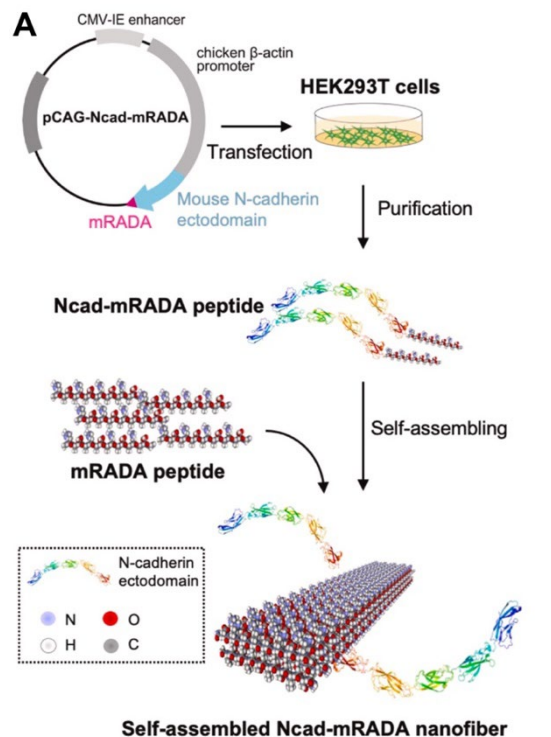 A
CMV-IE enhancer
chicken β-actin
promoter
pCAG-Ncad-mRADA
HEK293T cells
Transfection
Mouse N-cadherin
ectodomain
mRADA
Purification
Ncad-mRADA peptide
Self-assembling
mRADA peptide
N-cadherin
ectodomain
N
O
H
C
Self-assembled Ncad-mRADA nanofiber